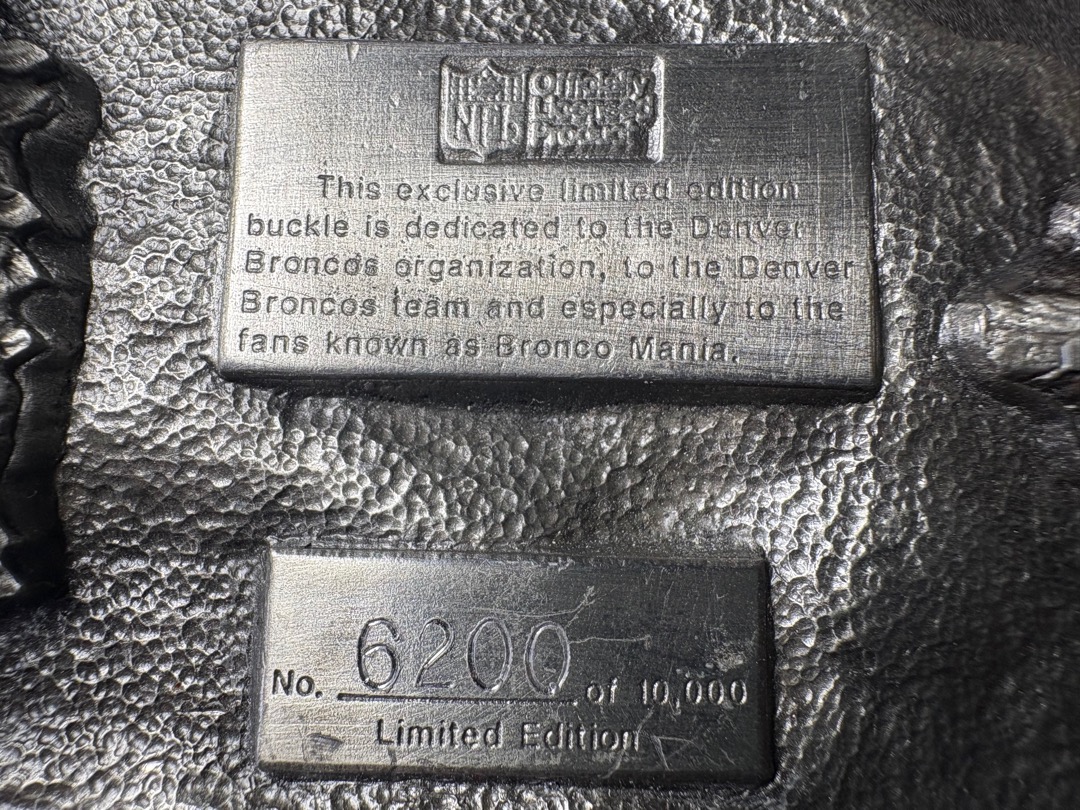 NFL
Officially
Licensed
Product
This exclusive limited edition
buckle is dedicated to the Denver
Broncos organization, to the Denver
Broncos team and especially to the
fans known as Bronco Mania.
No. 6200 of 10,000
Limited Edition